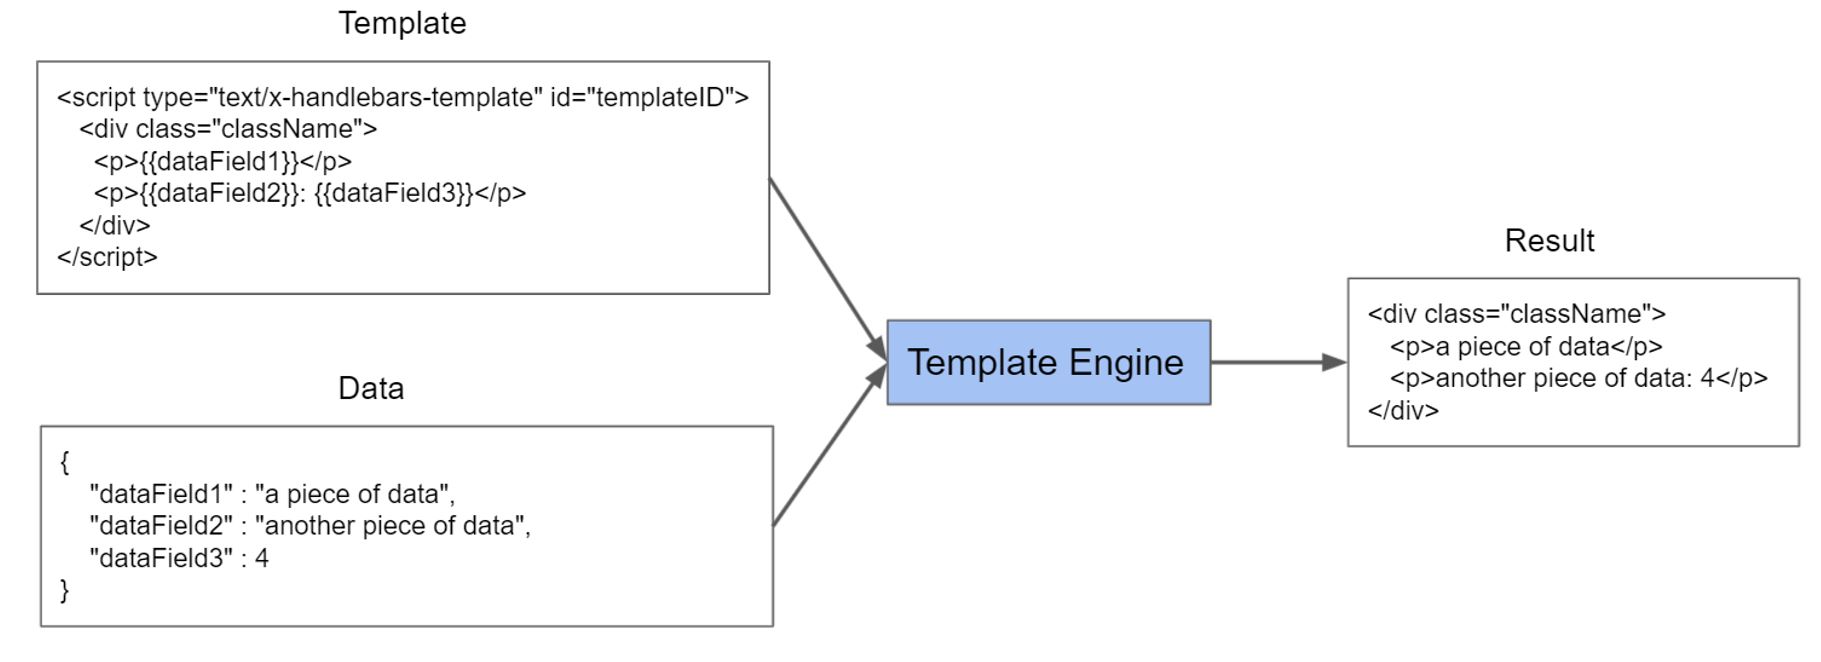 Template
<script type="text/x-handlebars-template" id="templateID">
<div class="className">
<p>{{dataField1}}</p>
<p>{{dataField2}}: {{dataField3}}</p>
</div>
</script>
Data
{
"dataField1" : "a piece of data",
"dataField2" : "another piece of data",
"dataField3" : 4
}
Template Engine
Result
<div class="className">
<p>a piece of data</p>
<p>another piece of data: 4</p>
</div>